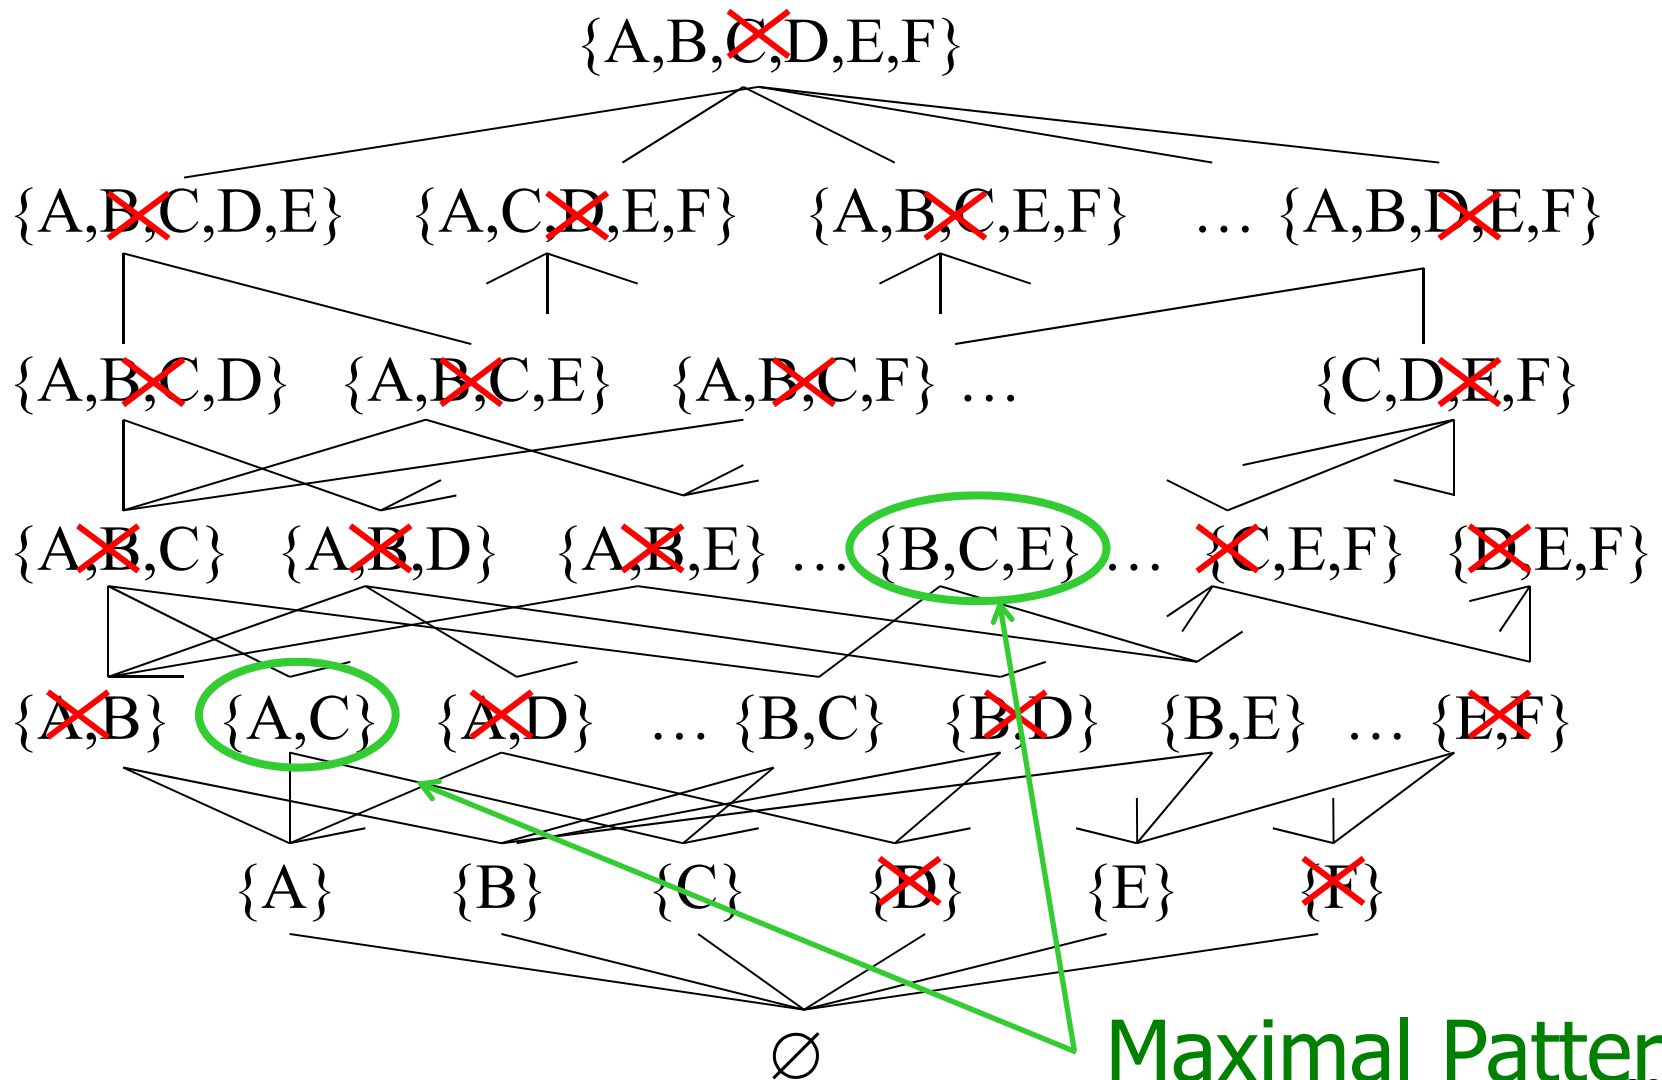 {A,B,C,D,E,F}
{A,B,C,D,E} {A,C,D,E,F} {A,B,C,E,F} … {A,B,D,E,F}
{A,B,C,D} {A,B,C,E} {A,B,C,F} … {C,D,E,F}
{A,B,C} {A,B,D} {A,B,E} … {B,C,E} … {C,E,F} {D,E,F}
{A,B} {A,C} {A,D} … {B,C} {B,D} {B,E} … {E,F}
{A} {B} {C} {D} {E} {F}
∅
Maximal Patter